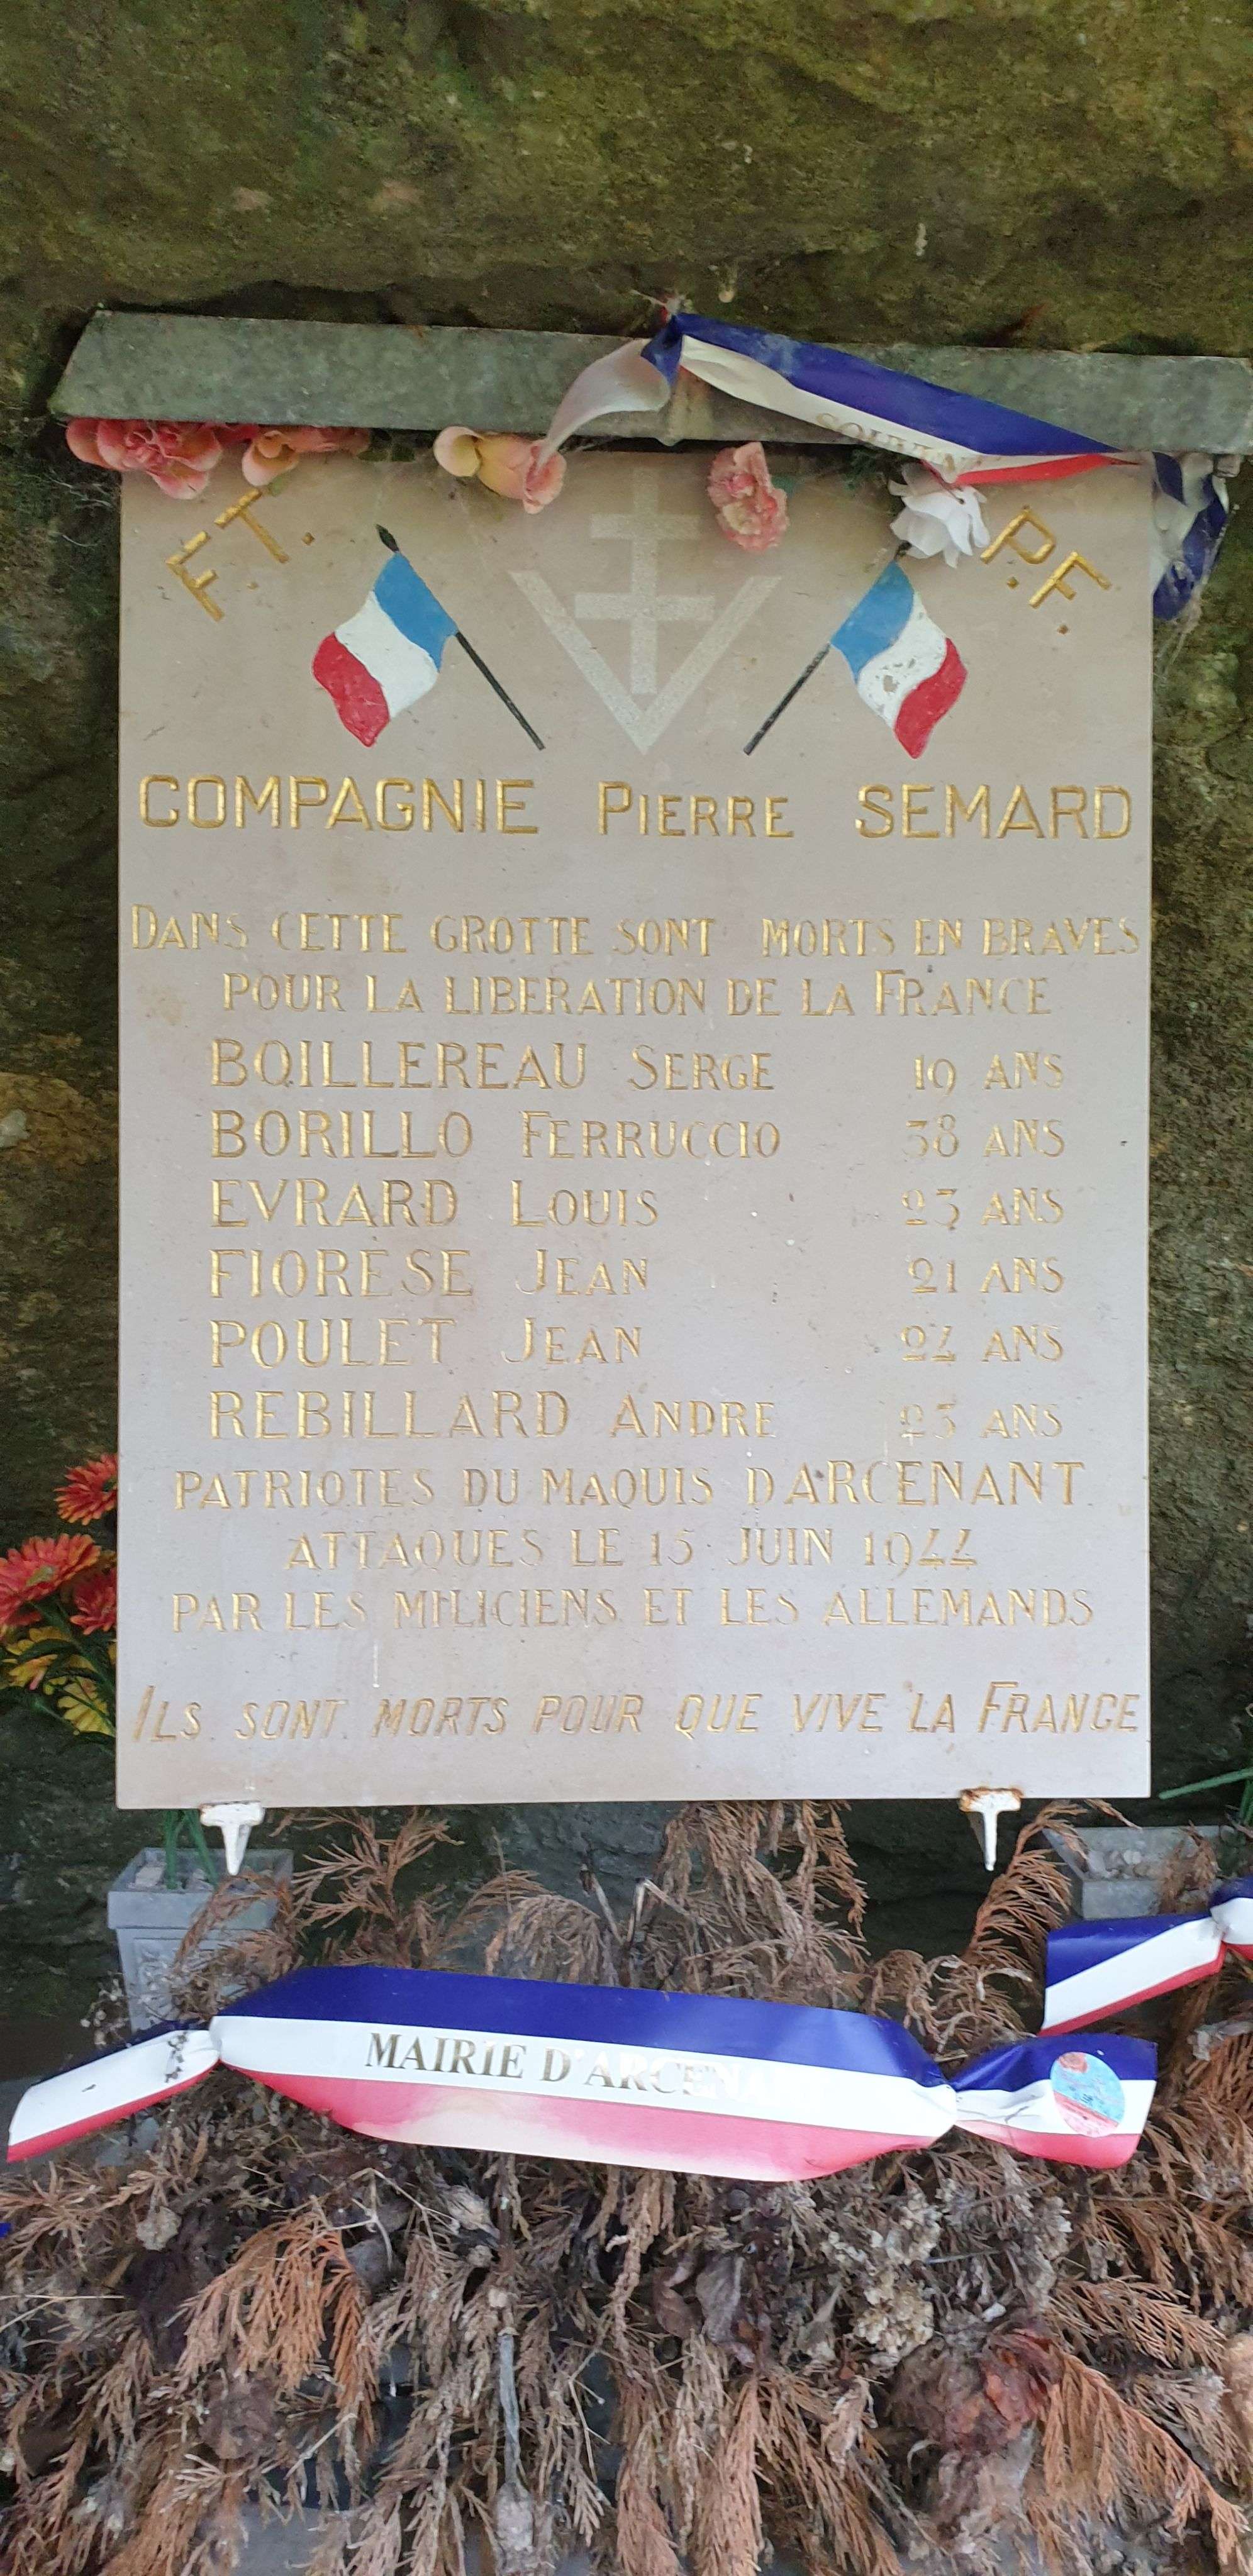 F.T.P.F.
COMPAGNIE PIERRE SEMARD
DANS CETTE GROTTE SONT MORTS EN BRAVES
POUR LA LIBERATION DE LA FRANCE
BOILLEREAU SERGE 19 ANS
BORILLO FERRUCCIO 38 ANS
EVRARD LOUIS 23 ANS
FIORESE JEAN 21 ANS
POULET JEAN 24 ANS
REBILLARD ANDRE 23 ANS
PATRIOTES DU MAQUIS D'ARCENANT
ATTAQUES LE 15 JUIN 1944
PAR LES MILICIENS ET LES ALLEMANDS
ILS SONT MORTS POUR QUE VIVE LA FRANCE
MAIRIE